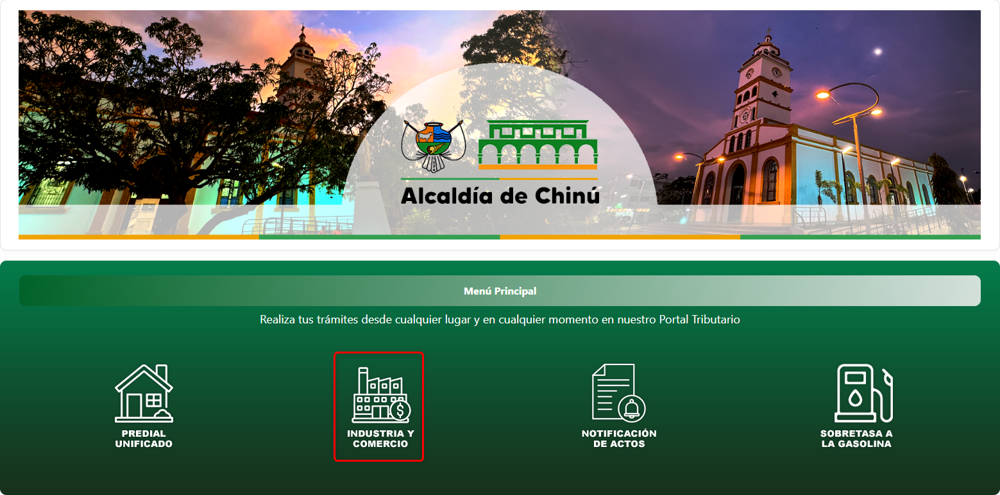 Alcaldía de Chinú
Menú Principal
Realiza tus trámites desde cualquier lugar y en cualquier momento en nuestro Portal Tributario
PREDIAL
UNIFICADO
INDUSTRIA Y
COMERCIO
NOTIFICACIÓN
DE ACTOS
SOBRETASA A
LA GASOLINA